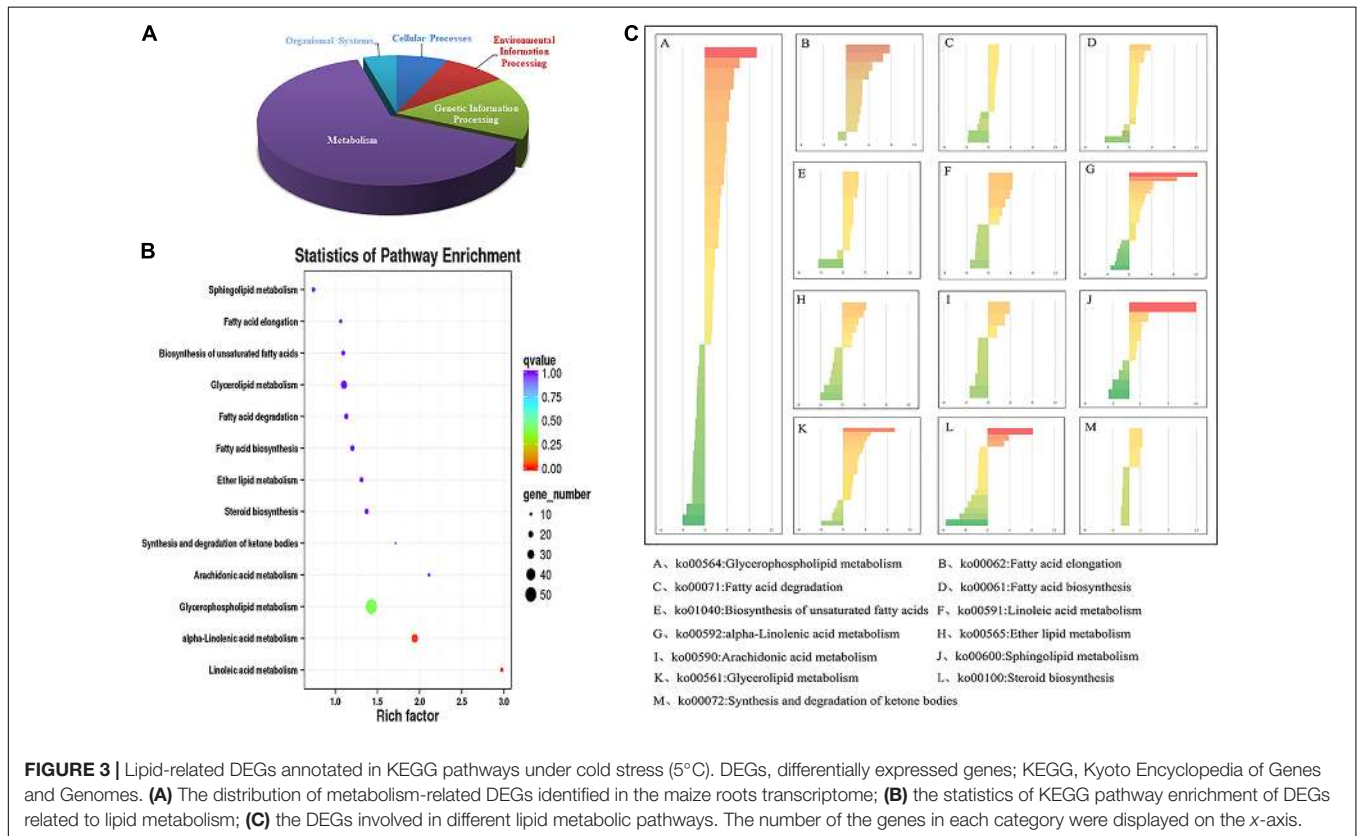 A
Organismal Systems
Cellular Processes
Environmental
Information
Processing
Genetic Information
Processing
Metabolism
B
Statistics of Pathway Enrichment
Sphingolipid metabolism
Fatty acid elongation
Biosynthesis of unsaturated fatty acids
Glycerolipid metabolism
Fatty acid degradation
Fatty acid biosynthesis
Ether lipid metabolism
Steroid biosynthesis
Synthesis and degradation of ketone bodies
Arachidonic acid metabolism
Glycerophospholipid metabolism
alpha-Linolenic acid metabolism
Linoleic acid metabolism
1.0 1.5 2.0 2.5 3.0
Rich factor
qvalue
1.00
0.75
0.50
0.25
0.00
gene_number
10
20
30
40
50
C
A
B
C
D
E
F
G
H
I
J
K
L
M
A、ko00564:Glycerophospholipid metabolism
B、ko00062:Fatty acid elongation
C、ko00071:Fatty acid degradation
D、ko00061:Fatty acid biosynthesis
E、ko01040:Biosynthesis of unsaturated fatty acids
F、ko00591:Linoleic acid metabolism
G、ko00592:alpha-Linolenic acid metabolism
H、ko00565:Ether lipid metabolism
I、ko00590:Arachidonic acid metabolism
J、ko00600:Sphingolipid metabolism
K、ko00561:Glycerolipid metabolism
L、ko00100:Steroid biosynthesis
M、ko00072:Synthesis and degradation of ketone bodies
FIGURE 3 | Lipid-related DEGs annotated in KEGG pathways under cold stress (5°C). DEGs, differentially expressed genes; KEGG, Kyoto Encyclopedia of Genes
and Genomes. (A) The distribution of metabolism-related DEGs identified in the maize roots transcriptome; (B) the statistics of KEGG pathway enrichment of DEGs
related to lipid metabolism; (C) the DEGs involved in different lipid metabolic pathways. The number of the genes in each category were displayed on the x-axis.